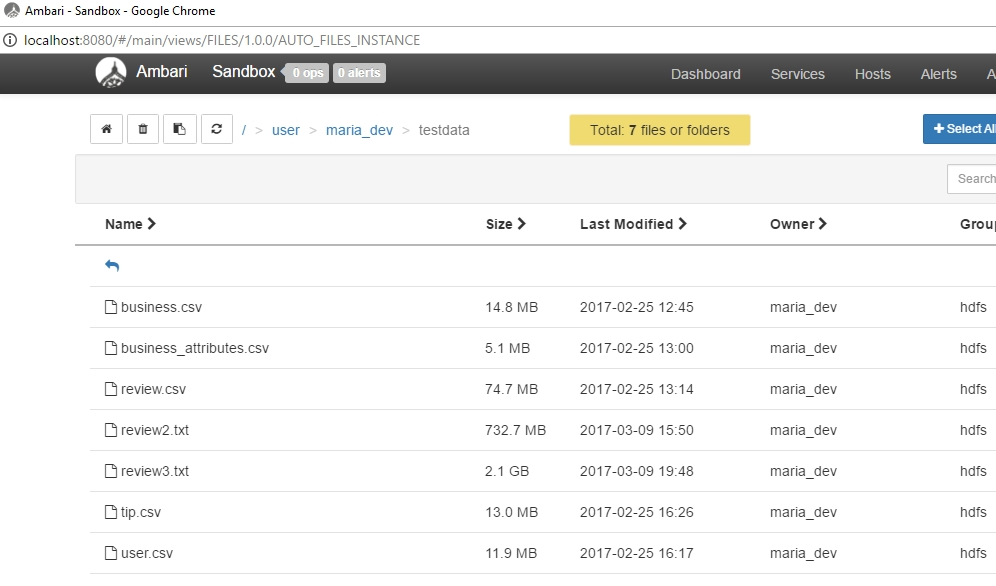 Ambari - Sandbox - Google Chrome
localhost:8080/#/main/views/FILES/1.0.0/AUTO_FILES_INSTANCE
Ambari Sandbox 0 ops 0 alerts Dashboard Services Hosts Alerts A
/ > user > maria_dev > testdata Total: 7 files or folders Select All
Search
Name Size Last Modified Owner Grou
business.csv 14.8 MB 2017-02-25 12:45 maria_dev hdfs
business_attributes.csv 5.1 MB 2017-02-25 13:00 maria_dev hdfs
review.csv 74.7 MB 2017-02-25 13:14 maria_dev hdfs
review2.txt 732.7 MB 2017-03-09 15:50 maria_dev hdfs
review3.txt 2.1 GB 2017-03-09 19:48 maria_dev hdfs
tip.csv 13.0 MB 2017-02-25 16:26 maria_dev hdfs
user.csv 11.9 MB 2017-02-25 16:17 maria_dev hdfs